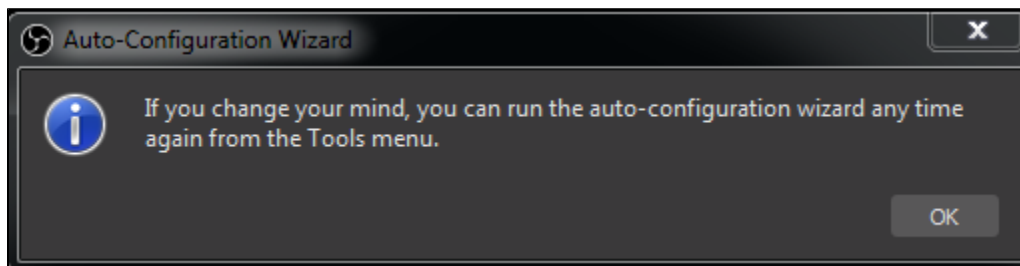 Auto-Configuration Wizard
If you change your mind, you can run the auto-configuration wizard any time
again from the Tools menu.
OK